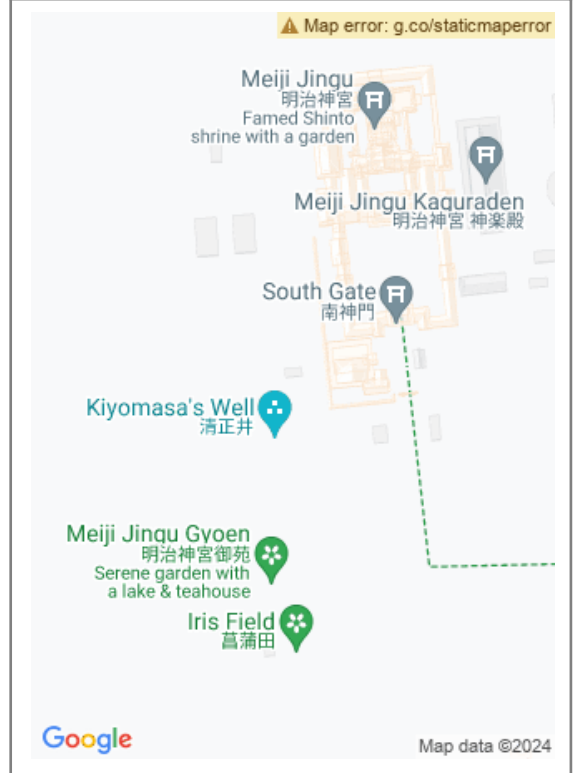 Map error: g.co/staticmaperror
Meiji Jingu
明治神宮
Famed Shinto
shrine with a garden
Meiji Jingu Kaguraden
明治神宮 神楽殿
South Gate
南神門
Kiyomasa's Well
清正井
Meiji Jingu Gyoen
明治神宮御苑
Serene garden with
a lake & teahouse
Iris Field
菖蒲田
Google
Map data ©2024